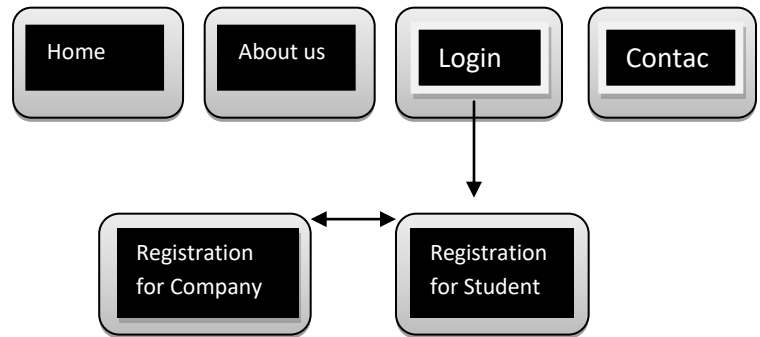 Home
About us
Login
Contac
Registration
for Company
Registration
for Student